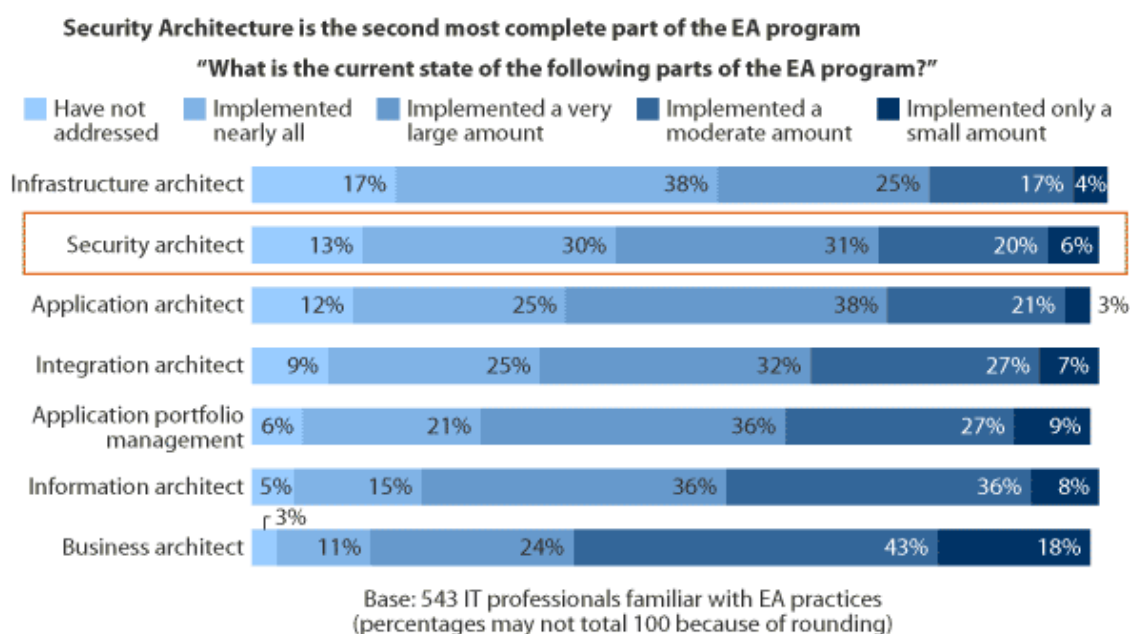 Security Architecture is the second most complete part of the EA program
“What is the current state of the following parts of the EA program?”
Have not addressed
Implemented nearly all
Implemented a very large amount
Implemented a moderate amount
Implemented only a small amount
Infrastructure architect 17% 38% 25% 17% 4%
Security architect 13% 30% 31% 20% 6%
Application architect 12% 25% 38% 21% 3%
Integration architect 9% 25% 32% 27% 7%
Application portfolio management 6% 21% 36% 27% 9%
Information architect 5% 15% 36% 36% 8%
Business architect 3% 11% 24% 43% 18%
Base: 543 IT professionals familiar with EA practices
(percentages may not total 100 because of rounding)